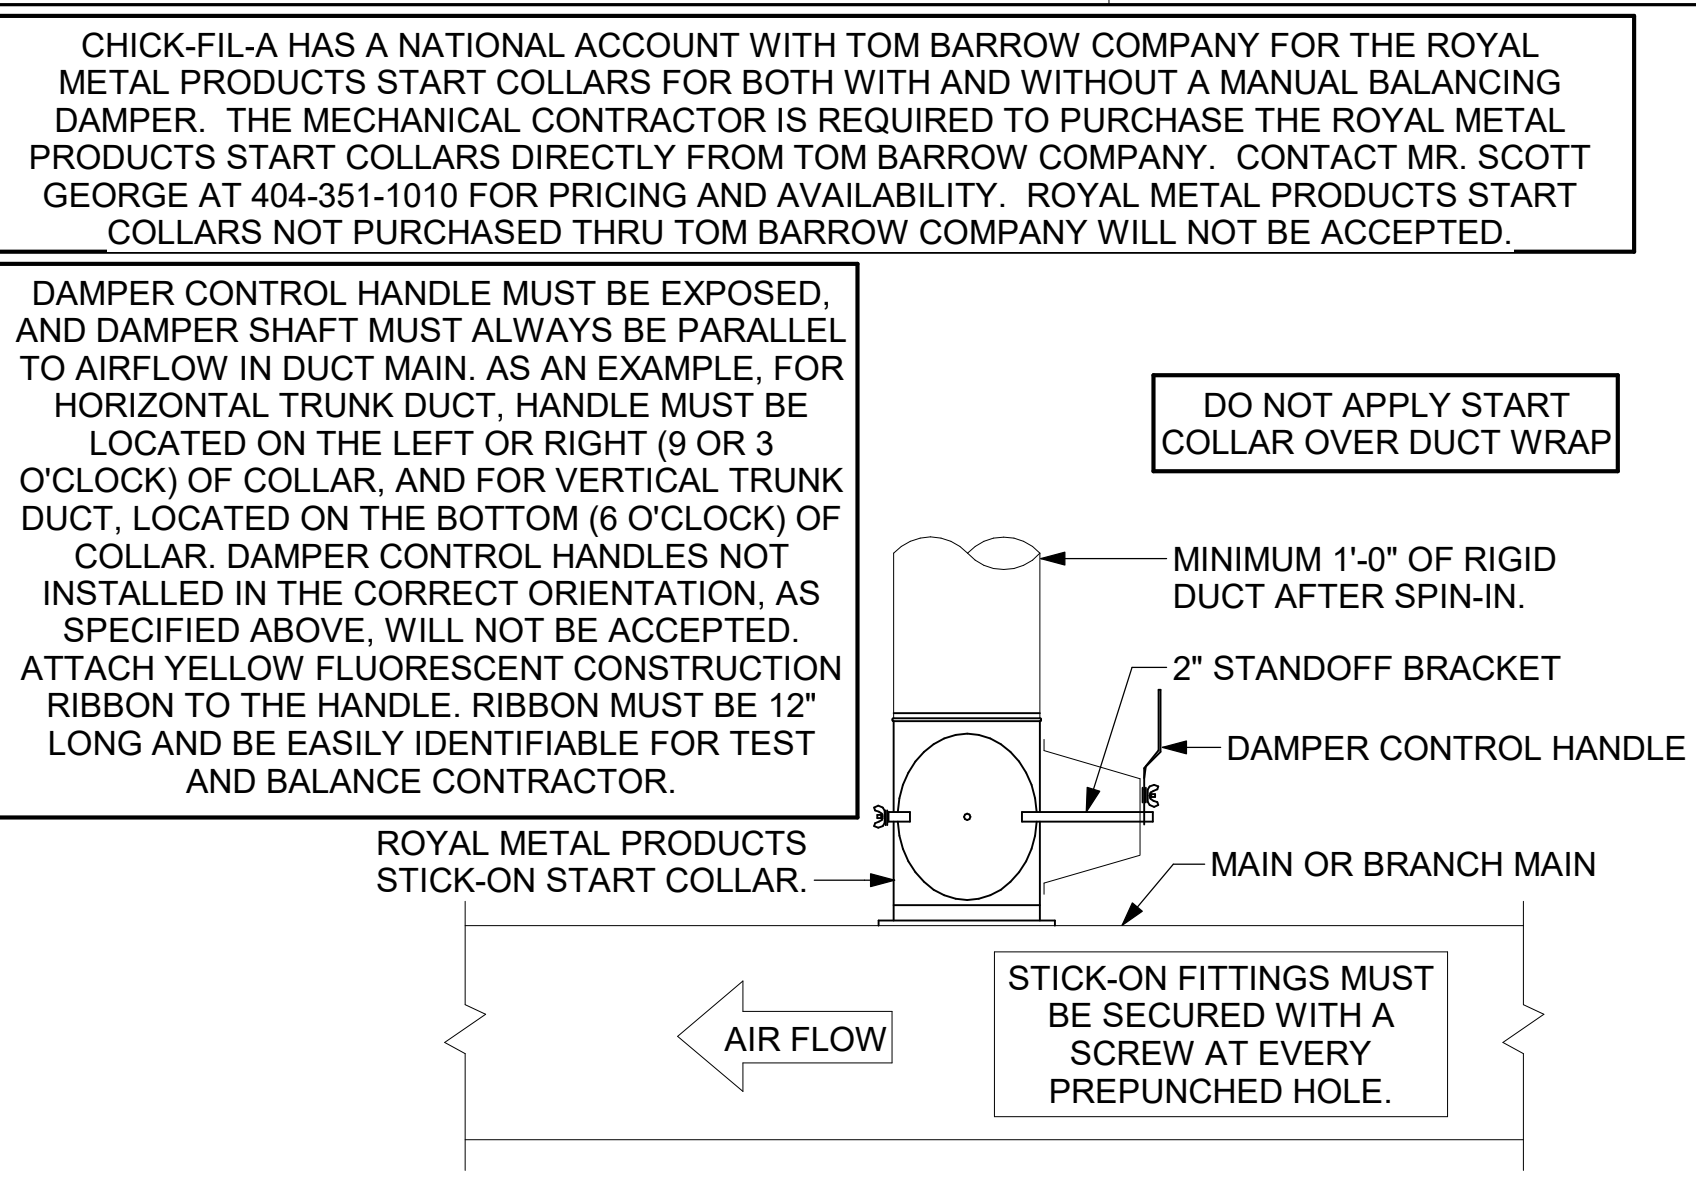 CHICK-FIL-A HAS A NATIONAL ACCOUNT WITH TOM BARROW COMPANY FOR THE ROYAL
METAL PRODUCTS START COLLARS FOR BOTH WITH AND WITHOUT A MANUAL BALANCING
DAMPER.  THE MECHANICAL CONTRACTOR IS REQUIRED TO PURCHASE THE ROYAL METAL
PRODUCTS START COLLARS DIRECTLY FROM TOM BARROW COMPANY.  CONTACT MR. SCOTT
GEORGE AT 404-351-1010 FOR PRICING AND AVAILABILITY.  ROYAL METAL PRODUCTS START
COLLARS NOT PURCHASED THRU TOM BARROW COMPANY WILL NOT BE ACCEPTED.
DAMPER CONTROL HANDLE MUST BE EXPOSED,
AND DAMPER SHAFT MUST ALWAYS BE PARALLEL
TO AIRFLOW IN DUCT MAIN. AS AN EXAMPLE, FOR
HORIZONTAL TRUNK DUCT, HANDLE MUST BE
LOCATED ON THE LEFT OR RIGHT (9 OR 3
O'CLOCK) OF COLLAR, AND FOR VERTICAL TRUNK
DUCT, LOCATED ON THE BOTTOM (6 O'CLOCK) OF
COLLAR. DAMPER CONTROL HANDLES NOT
INSTALLED IN THE CORRECT ORIENTATION, AS
SPECIFIED ABOVE, WILL NOT BE ACCEPTED.
ATTACH YELLOW FLUORESCENT CONSTRUCTION
RIBBON TO THE HANDLE. RIBBON MUST BE 12"
LONG AND BE EASILY IDENTIFIABLE FOR TEST
AND BALANCE CONTRACTOR.
DO NOT APPLY START
COLLAR OVER DUCT WRAP
MINIMUM 1'-0" OF RIGID
DUCT AFTER SPIN-IN.
2" STANDOFF BRACKET
DAMPER CONTROL HANDLE
ROYAL METAL PRODUCTS
STICK-ON START COLLAR.
MAIN OR BRANCH MAIN
STICK-ON FITTINGS MUST
BE SECURED WITH A
SCREW AT EVERY
PREPUNCHED HOLE.
AIR FLOW